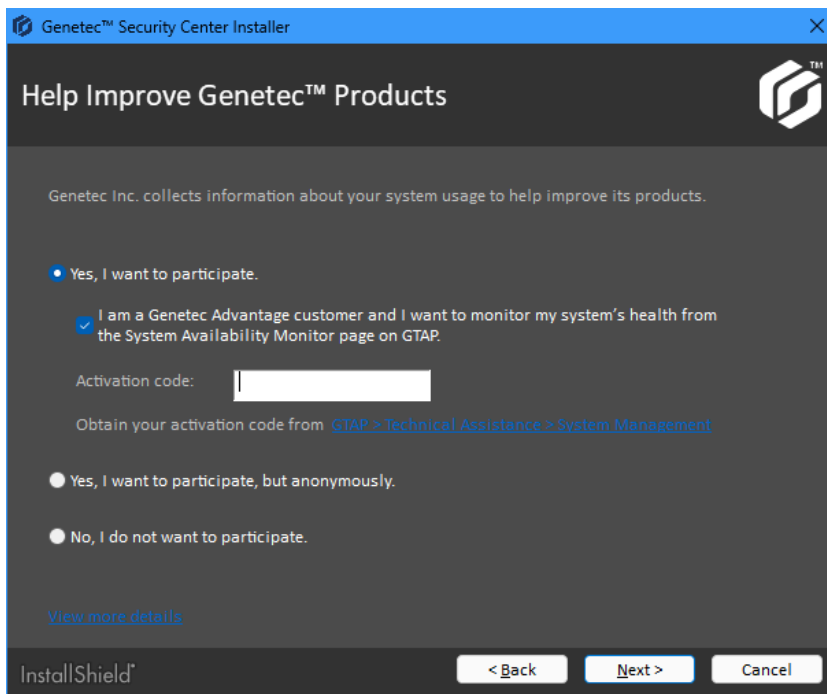 Genetec™ Security Center Installer
Help Improve Genetec™ Products
TM
Genetec Inc. collects information about your system usage to help improve its products.
Yes, I want to participate.
I am a Genetec Advantage customer and I want to monitor my system's health from
the System Availability Monitor page on GTAP.
Activation code:
Obtain your activation code from GTAP > Technical Assistance > System Management
Yes, I want to participate, but anonymously.
No, I do not want to participate.
View more details
InstallShield
< Back
Next >
Cancel